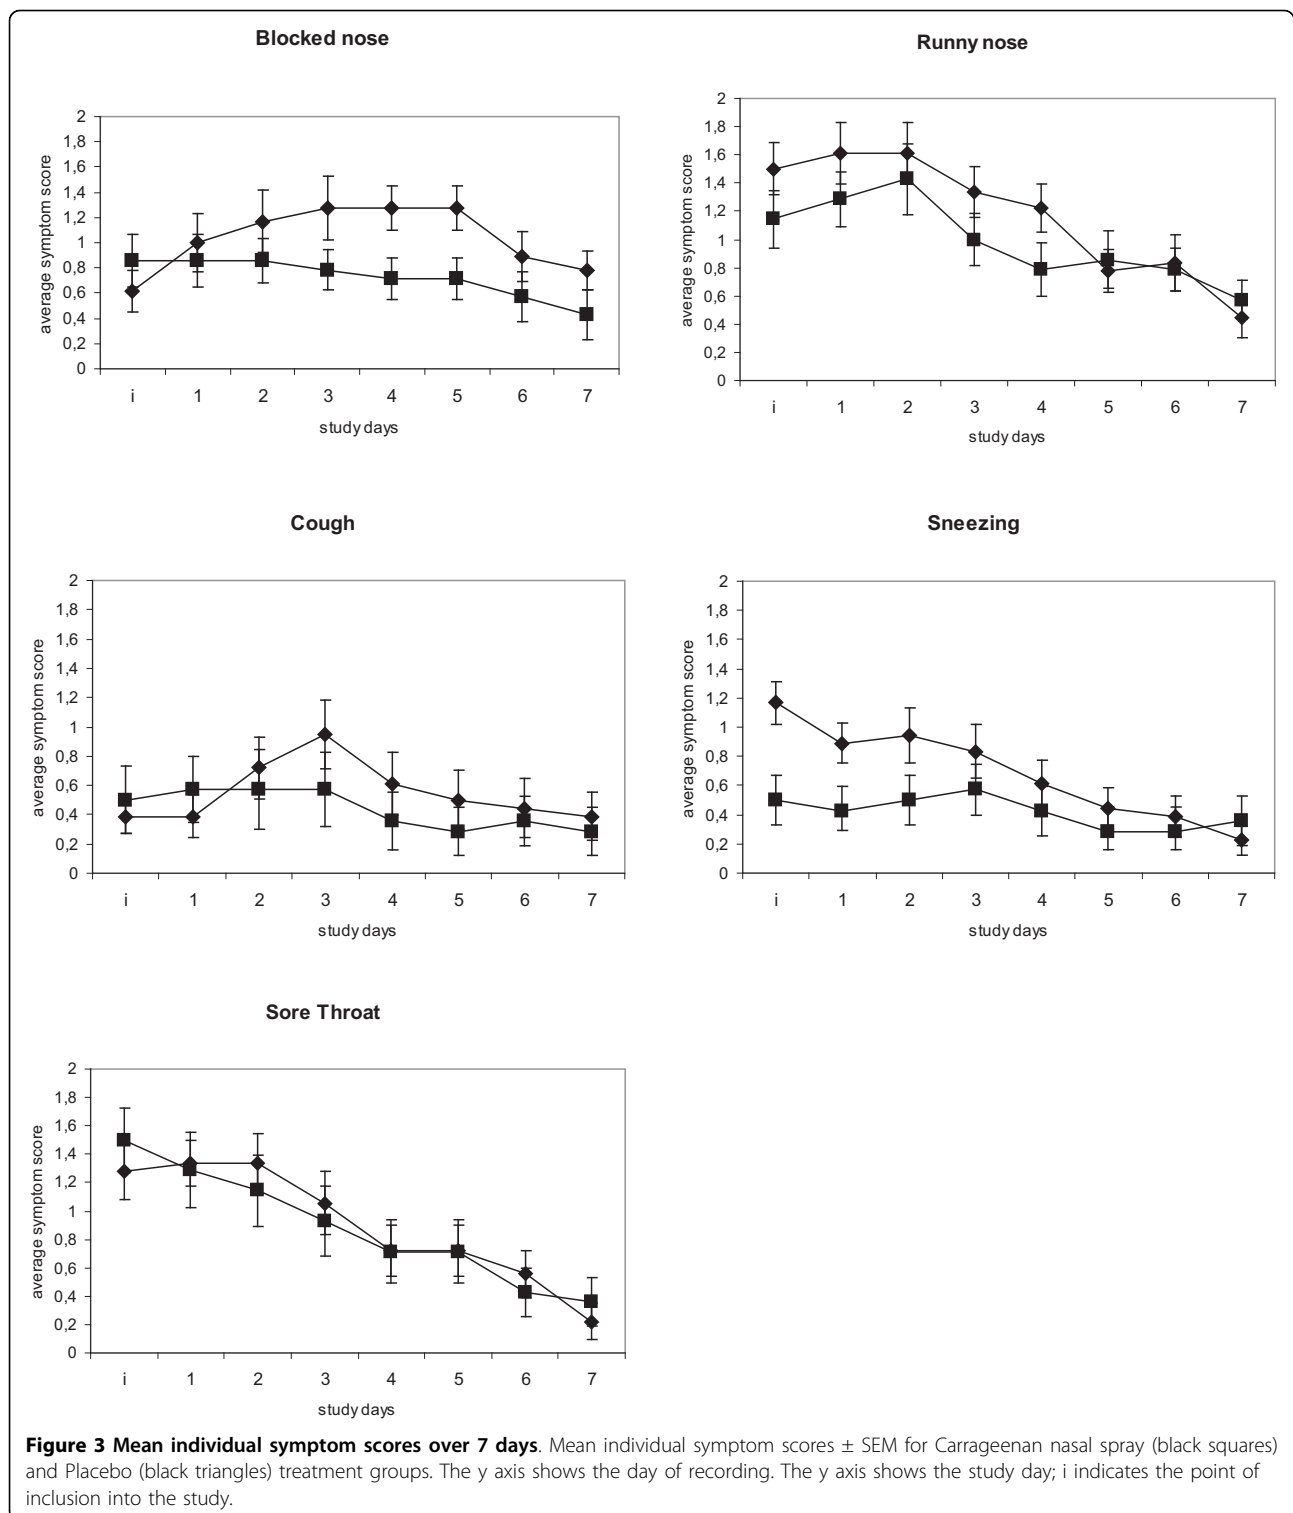 Blocked nose
2
1,8
1,6
1,4
1,2
1
0,8
0,6
0,4
0,2
0
average symptom score
i 1 2 3 4 5 6 7
study days
Runny nose
2
1,8
1,6
1,4
1,2
1
0,8
0,6
0,4
0,2
0
average symptom score
i 1 2 3 4 5 6 7
study days
Cough
2
1,8
1,6
1,4
1,2
1
0,8
0,6
0,4
0,2
0
average symptom score
i 1 2 3 4 5 6 7
study days
Sneezing
2
1,8
1,6
1,4
1,2
1
0,8
0,6
0,4
0,2
0
average symptom score
i 1 2 3 4 5 6 7
study days
Sore Throat
2
1,8
1,6
1,4
1,2
1
0,8
0,6
0,4
0,2
0
average symptom score
i 1 2 3 4 5 6 7
study days
Figure 3 Mean individual symptom scores over 7 days. Mean individual symptom scores ± SEM for Carrageenan nasal spray (black squares)
and Placebo (black triangles) treatment groups. The y axis shows the day of recording. The y axis shows the study day; i indicates the point of
inclusion into the study.